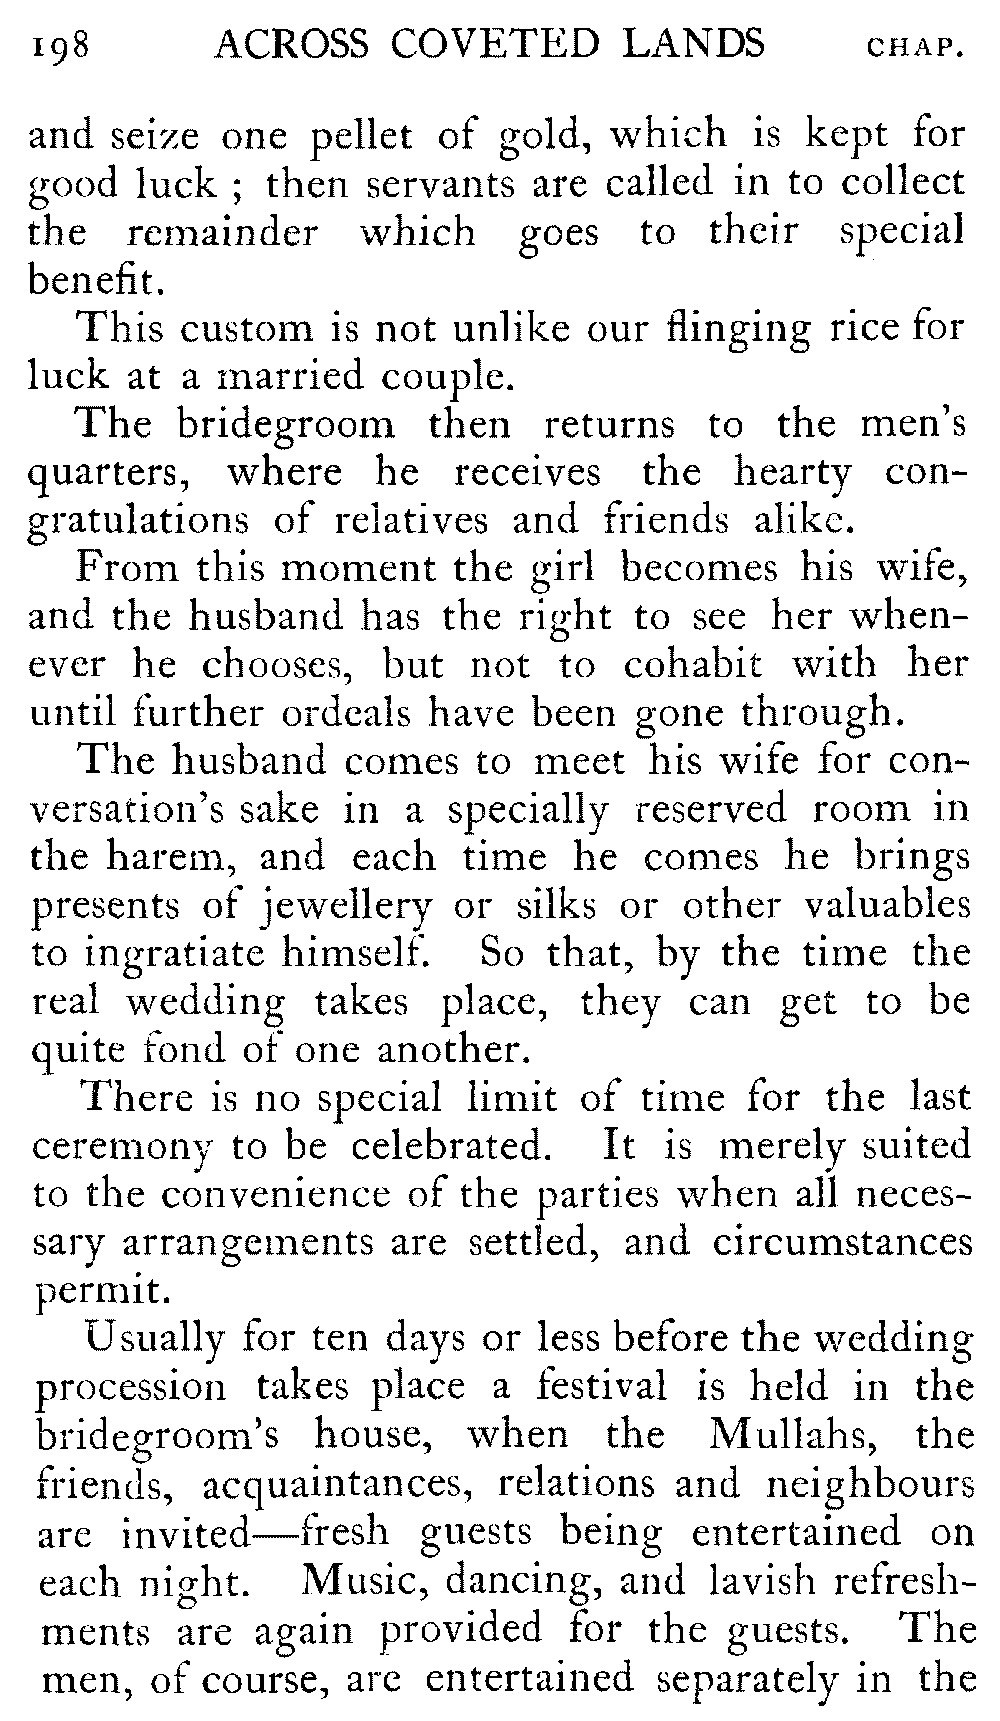 198 ACROSS COVETED LANDS CHAP.
and seize one pellet of gold, which is kept for
good luck ; then servants are called in to collect
the remainder which goes to their special
benefit.
This custom is not unlike our flinging rice for
luck at a married couple.
The bridegroom then returns to the men's
quarters, where he receives the hearty con-
gratulations of relatives and friends alike.
From this moment the girl becomes his wife,
and the husband has the right to see her when-
ever he chooses, but not to cohabit with her
until further ordeals have been gone through.
The husband comes to meet his wife for con-
versation's sake in a specially reserved room in
the harem, and each time he comes he brings
presents of jewellery or silks or other valuables
to ingratiate himself. So that, by the time the
real wedding takes place, they can get to be
quite fond of one another.
There is no special limit of time for the last
ceremony to be celebrated. It is merely suited
to the convenience of the parties when all neces-
sary arrangements are settled, and circumstances
permit.
Usually for ten days or less before the wedding
procession takes place a festival is held in the
bridegroom's house, when the Mullahs, the
friends, acquaintances, relations and neighbours
are invited—fresh guests being entertained on
each night. Music, dancing, and lavish refresh-
ments are again provided for the guests. The
men, of course, are entertained separately in the